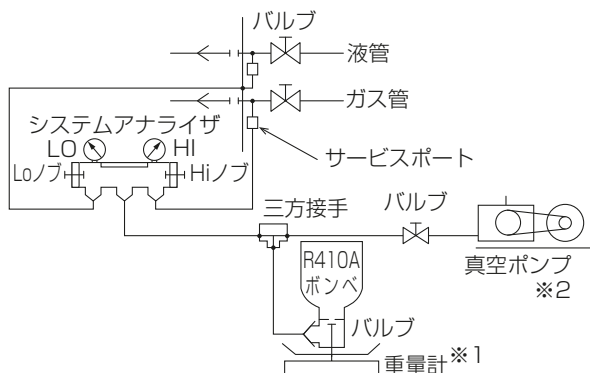 バルブ
液管
ガス管
システムアナライザ
LO HI
Loノブ Hiノブ
サービスポート
三方接手
バルブ
R410A
ボンベ
真空ポンプ
※2
バルブ
重量計※1